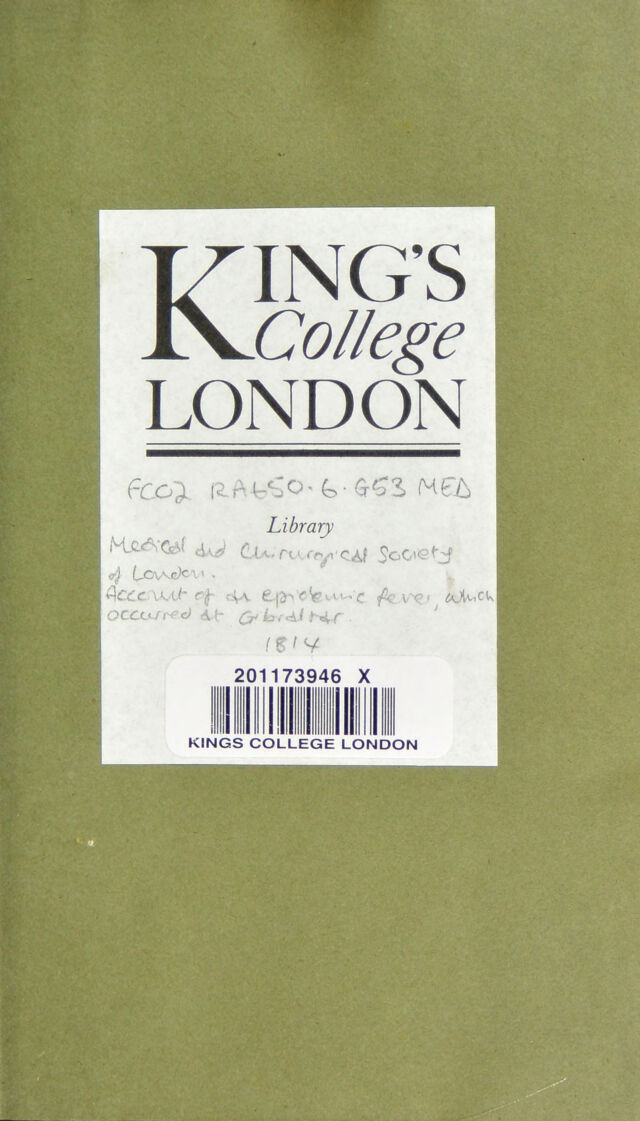 KING'S
College
LONDON
FC02 RA650.6.G53 MED
Library
Medical and Chirurgical Society
of London.
Account of an epidemic fever, which
occurred at Gibraltar.
1814
201173946 X
KINGS COLLEGE LONDON